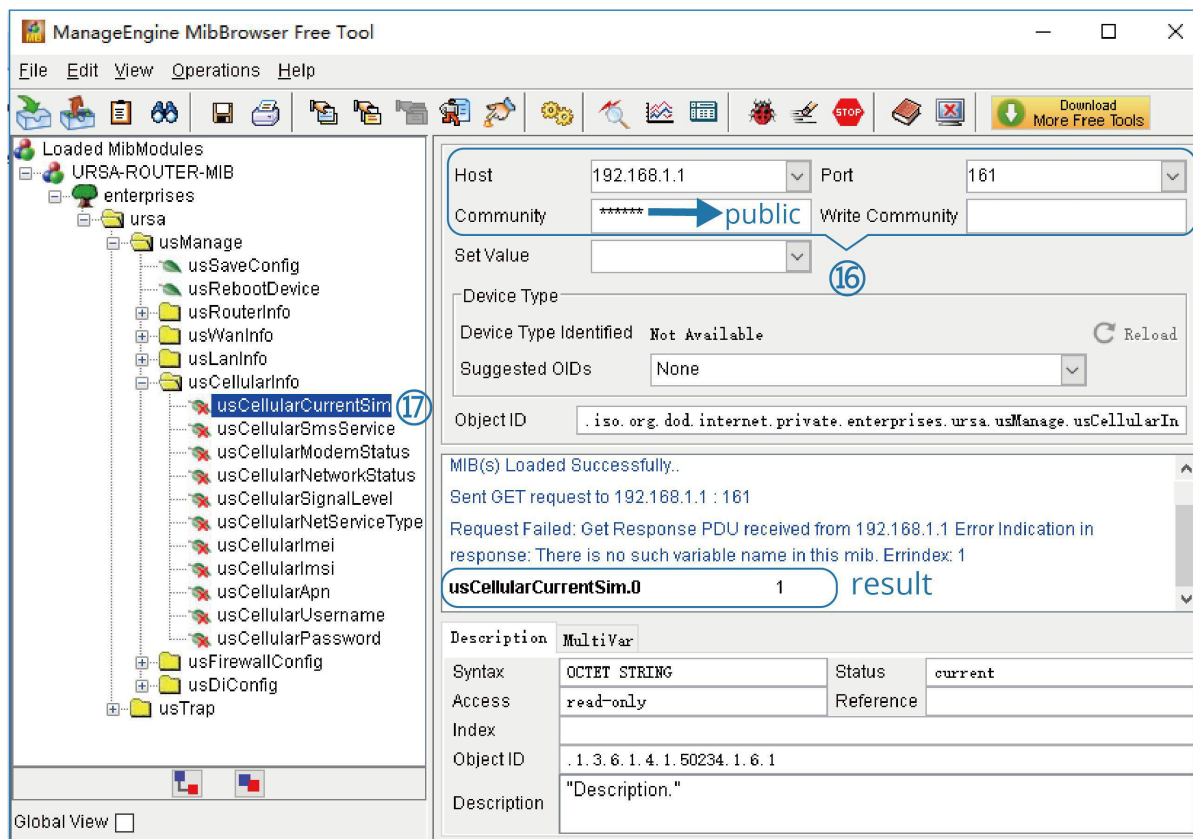 ManageEngine MibBrowser Free Tool
File Edit View Operations Help
STOP
Download
More Free Tools
Loaded MibModules
URSA-ROUTER-MIB
enterprises
ursa
usManage
usSaveConfig
usRebootDevice
usRouterInfo
usWanInfo
usLanInfo
usCellularInfo
usCellularCurrentSim ⑰
usCellularSmsService
usCellularModemStatus
usCellularNetworkStatus
usCellularSignalLevel
usCellularNetServiceType
usCellularImei
usCellularImsi
usCellularApn
usCellularUsername
usCellularPassword
usFirewallConfig
usDiConfig
usTrap
Global View
Host 192.168.1.1 Port 161
Community ****** public Write Community
⑯
Set Value
Device Type
Device Type Identified Not Available Reload
Suggested OIDs None
Object ID .iso.org.dod.internet.private.enterprises.ursa.usManage.usCellularIn
MIB(s) Loaded Successfully..
Sent GET request to 192.168.1.1 : 161
Request Failed: Get Response PDU received from 192.168.1.1 Error Indication in
response: There is no such variable name in this mib. Errindex: 1
usCellularCurrentSim.0 1 result
Description MultiVar
Syntax OCTET STRING Status current
Access read-only Reference
Index
Object ID .1.3.6.1.4.1.50234.1.6.1
Description "Description."